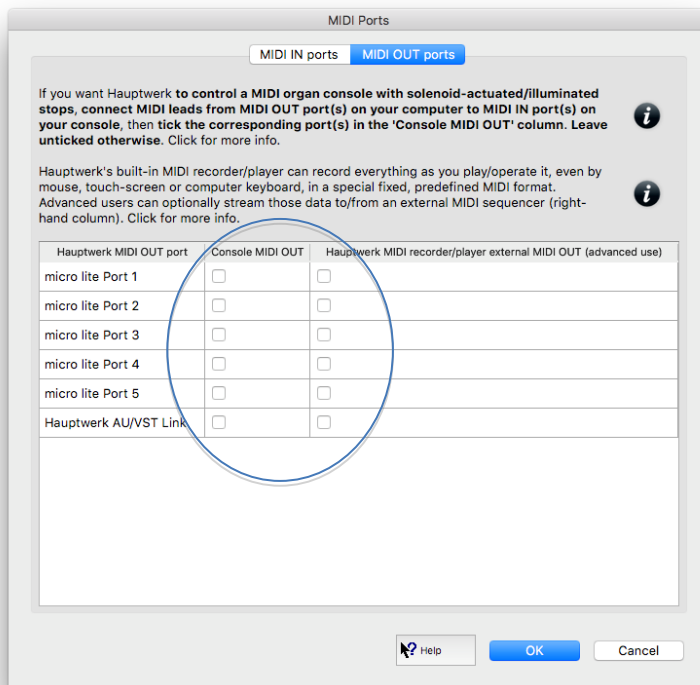 MIDI Ports
MIDI IN ports MIDI OUT ports
If you want Hauptwerk to control a MIDI organ console with solenoid-actuated/illuminated
stops, connect MIDI leads from MIDI OUT port(s) on your computer to MIDI IN port(s) on
your console, then tick the corresponding port(s) in the 'Console MIDI OUT' column. Leave
unticked otherwise. Click for more info.
Hauptwerk's built-in MIDI recorder/player can record everything as you play/operate it, even by
mouse, touch-screen or computer keyboard, in a special fixed, predefined MIDI format.
Advanced users can optionally stream those data to/from an external MIDI sequencer (right-
hand column). Click for more info.
Hauptwerk MIDI OUT port Console MIDI OUT Hauptwerk MIDI recorder/player external MIDI OUT (advanced use)
micro lite Port 1
micro lite Port 2
micro lite Port 3
micro lite Port 4
micro lite Port 5
Hauptwerk AU/VST Link
Help OK Cancel